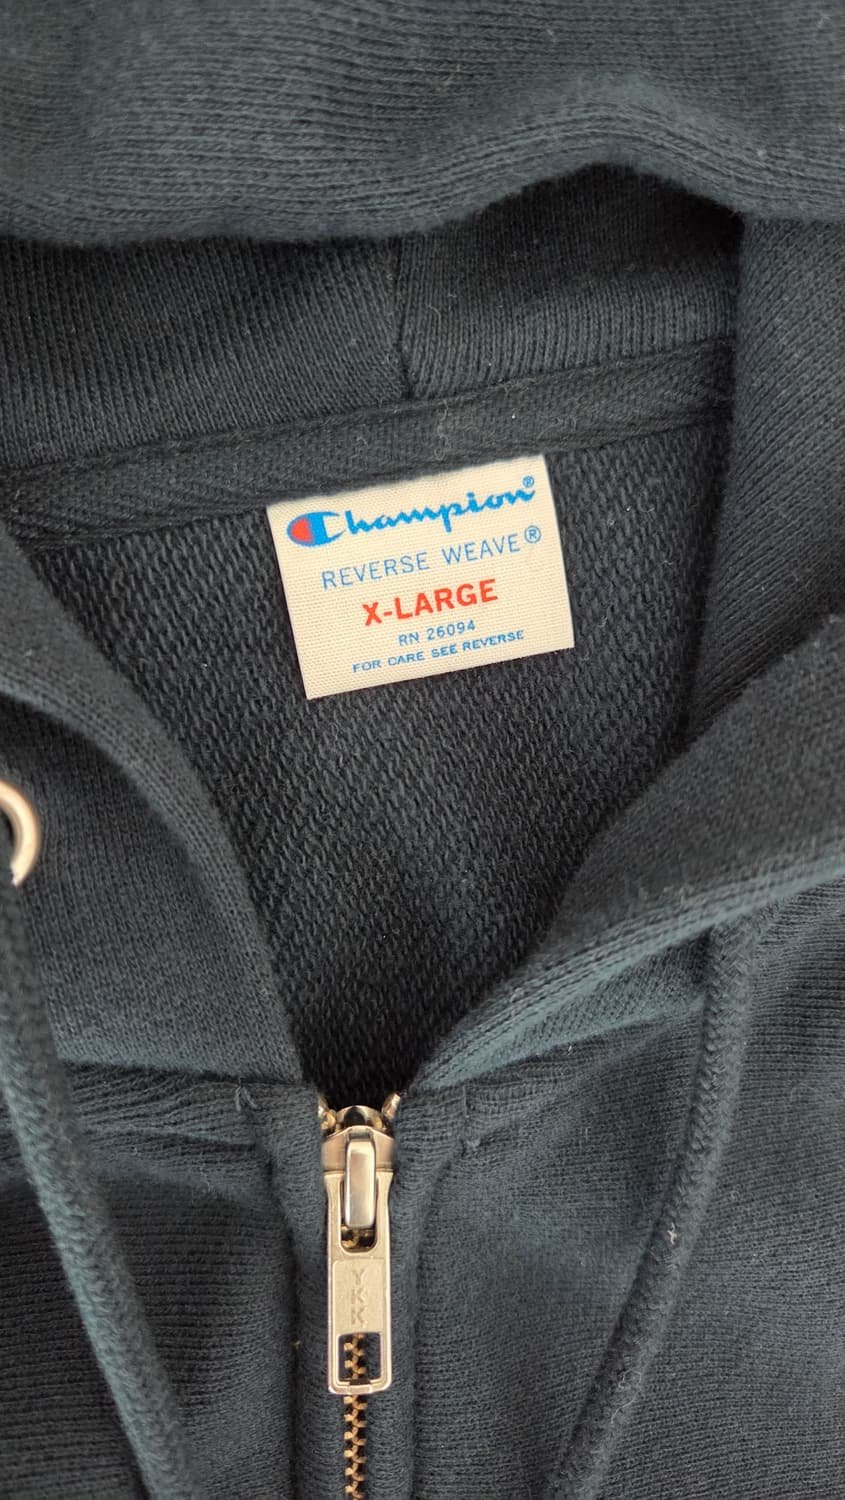 Champion®
REVERSE WEAVE®
X-LARGE
RN 26094
FOR CARE SEE REVERSE
YKK